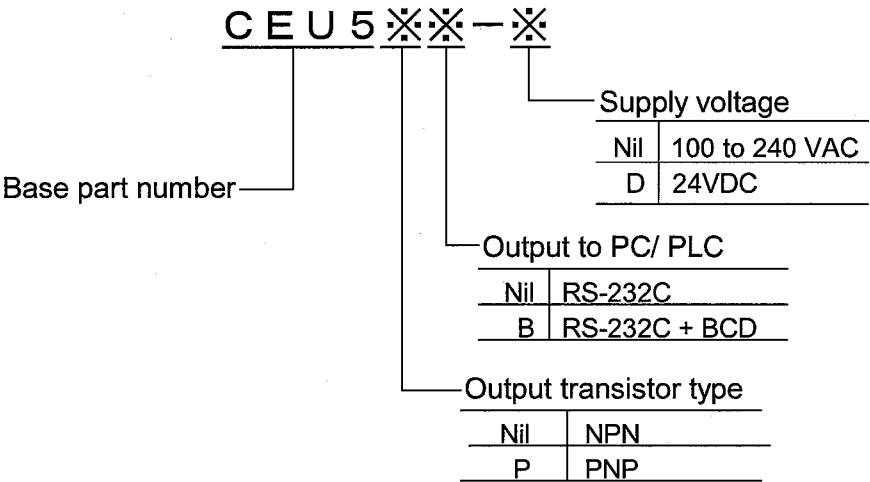 CEU5※※-※
Supply voltage
Nil 100 to 240 VAC
D 24VDC
Base part number
Output to PC/ PLC
Nil RS-232C
B RS-232C + BCD
Output transistor type
Nil NPN
P PNP